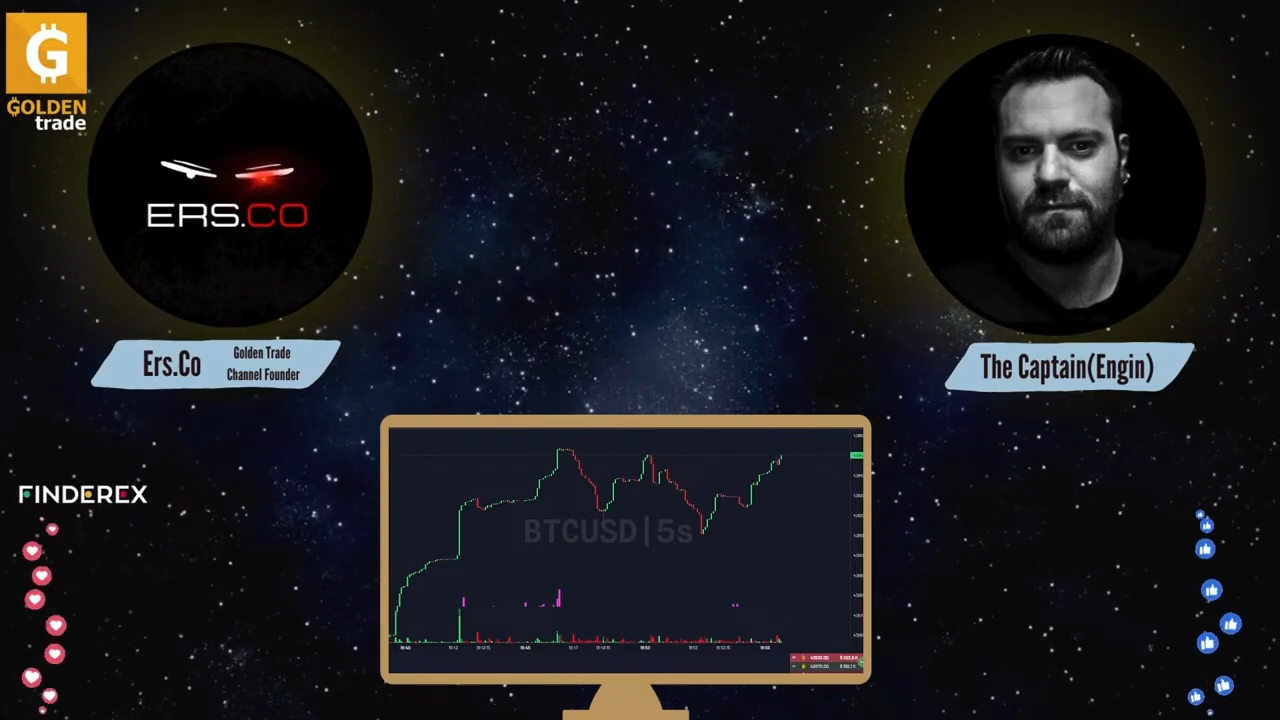 GOLDEN
trade
ERS.CO
Ers.Co
Golden Trade
Channel Founder
The Captain(Engin)
FINDEREX
BTCUSD|5s